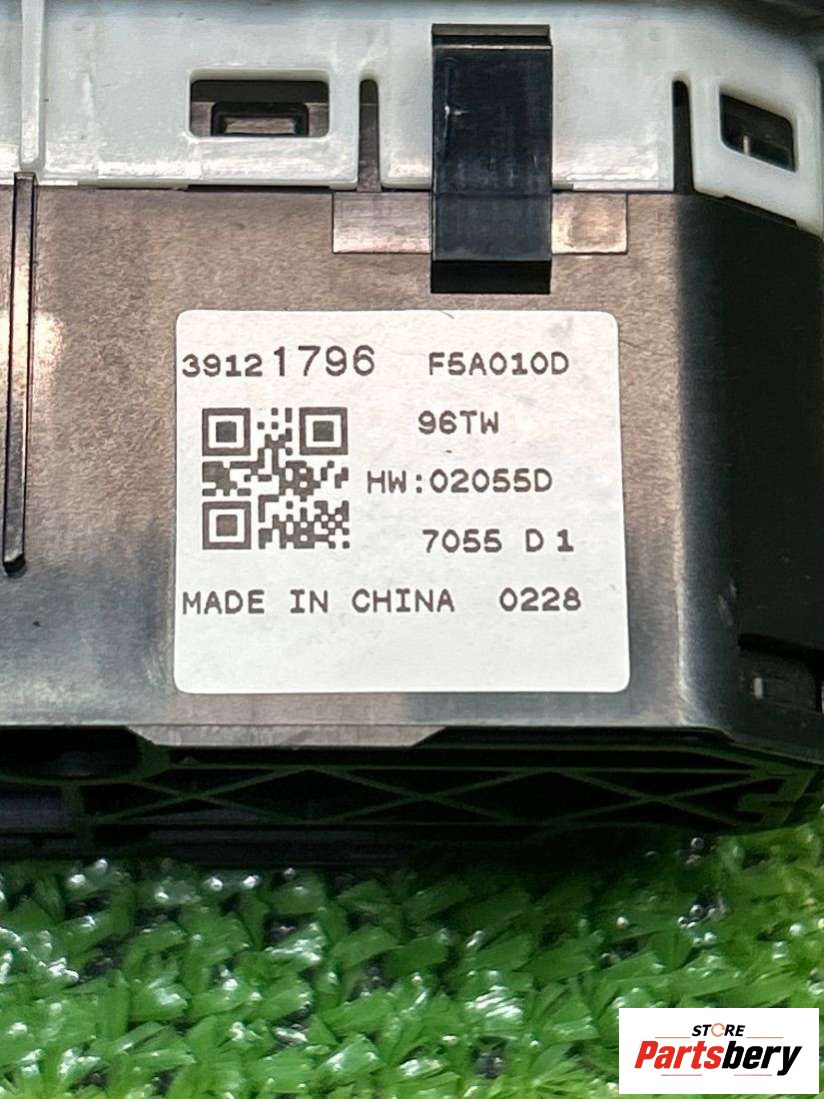 39121796 F5A010D
96TW
HW:02055D
7055 D1
MADE IN CHINA 0228
STORE
Partsbery